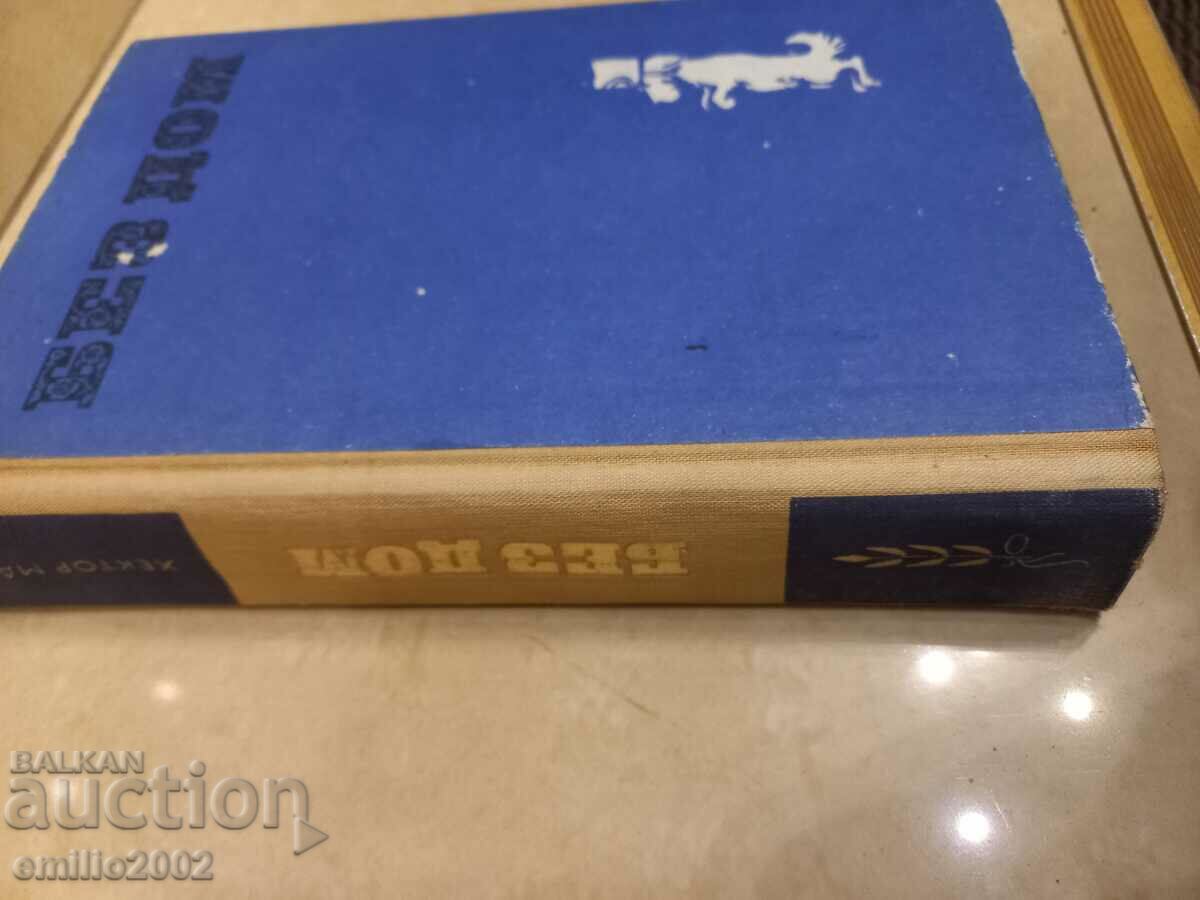 БЕЗ ДОМ
БЕЗ ДОМ
ХЕКТОР МА
BALKAN
auction
emilio2002